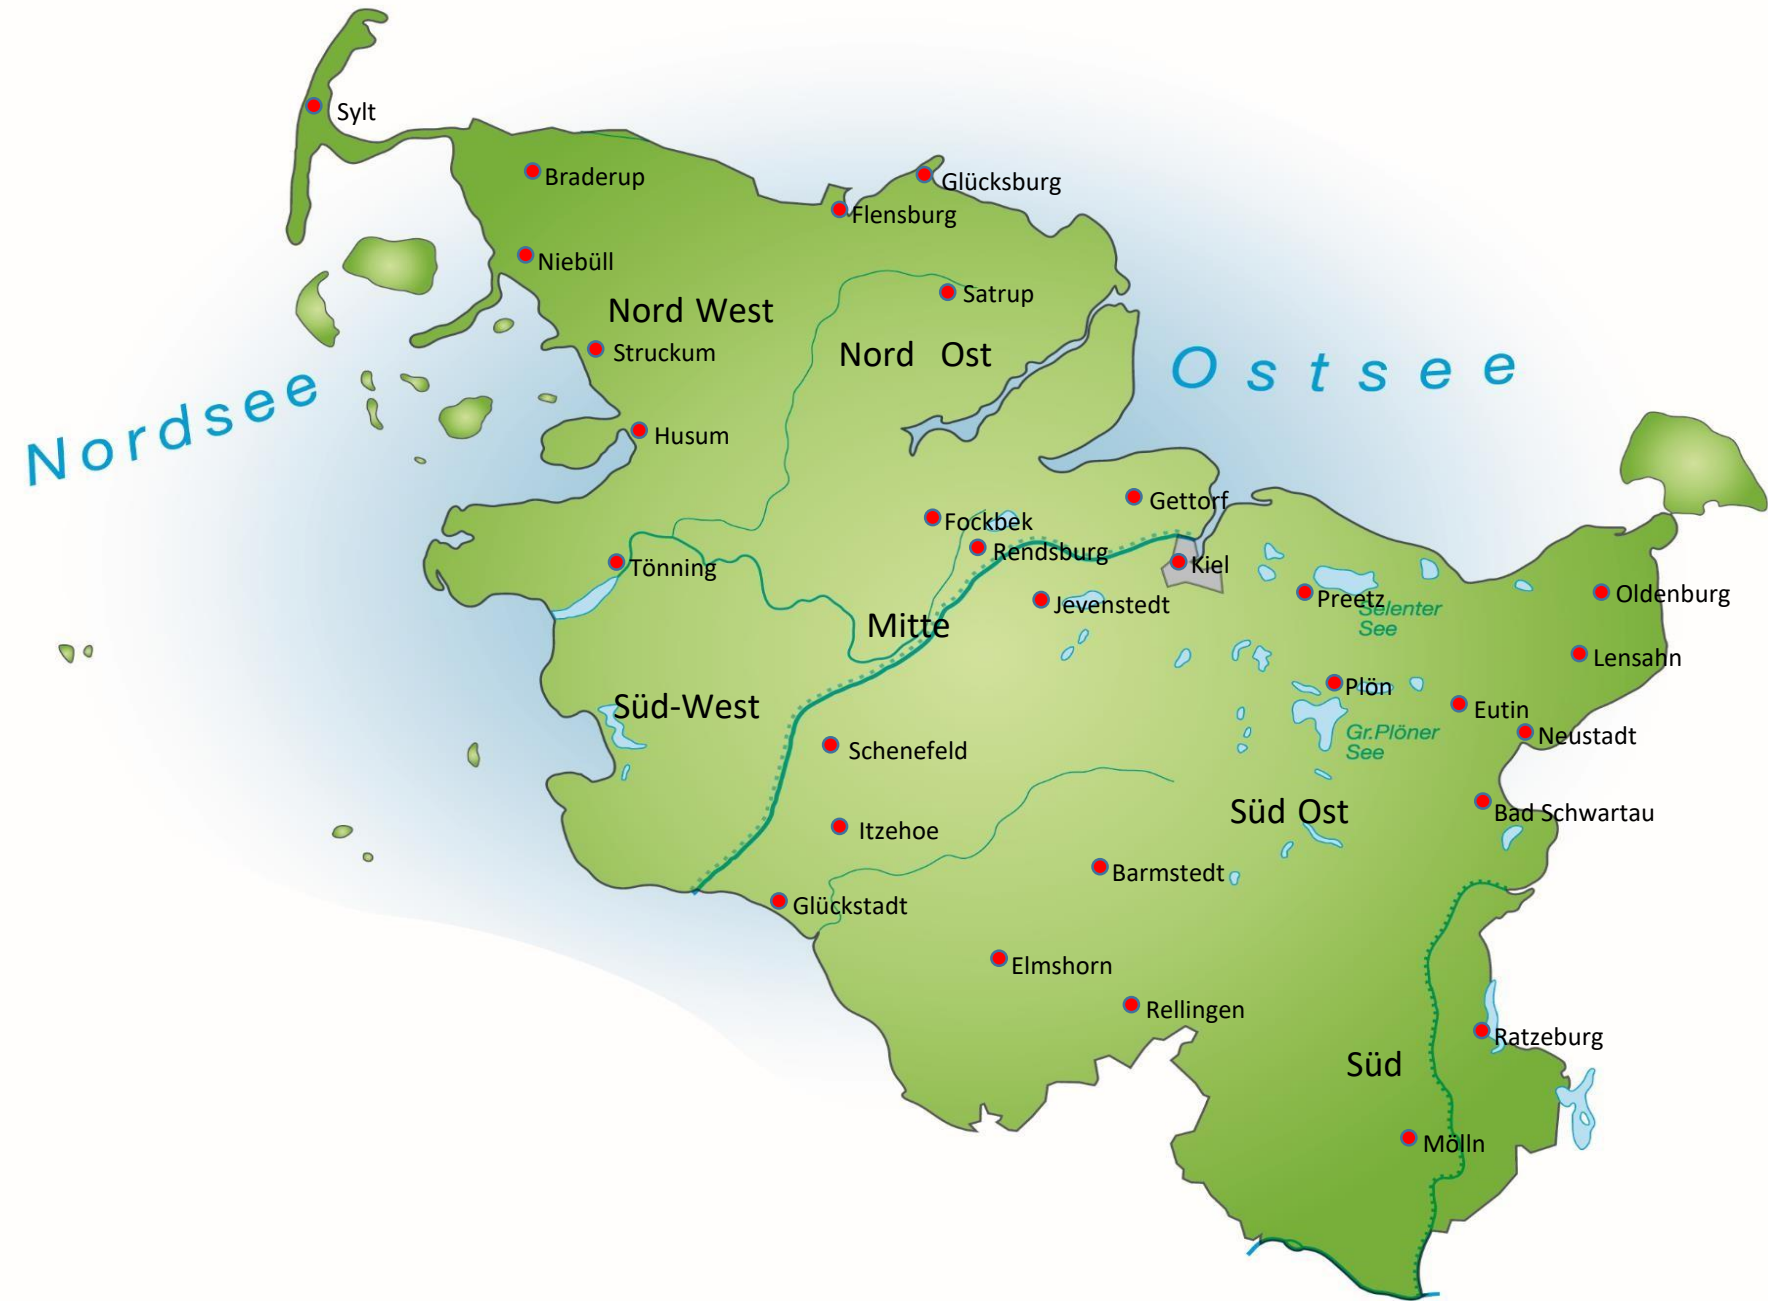 Sylt
Braderup
Glücksburg
Flensburg
Niebüll
Satrup
Nord West
Struckum
Nord Ost
Ostsee
Nordsee
Husum
Gettorf
Fockbek
Rendsburg
Kiel
Tönning
Jevenstedt
Preetz
Selenter
See
Oldenburg
Mitte
Lensahn
Plön
Süd-West
Eutin
Gr.Plöner
See
Neustadt
Schenefeld
Süd Ost
Bad Schwartau
Itzehoe
Barmstedt
Glückstadt
Elmshorn
Rellingen
Ratzeburg
Süd
Mölln